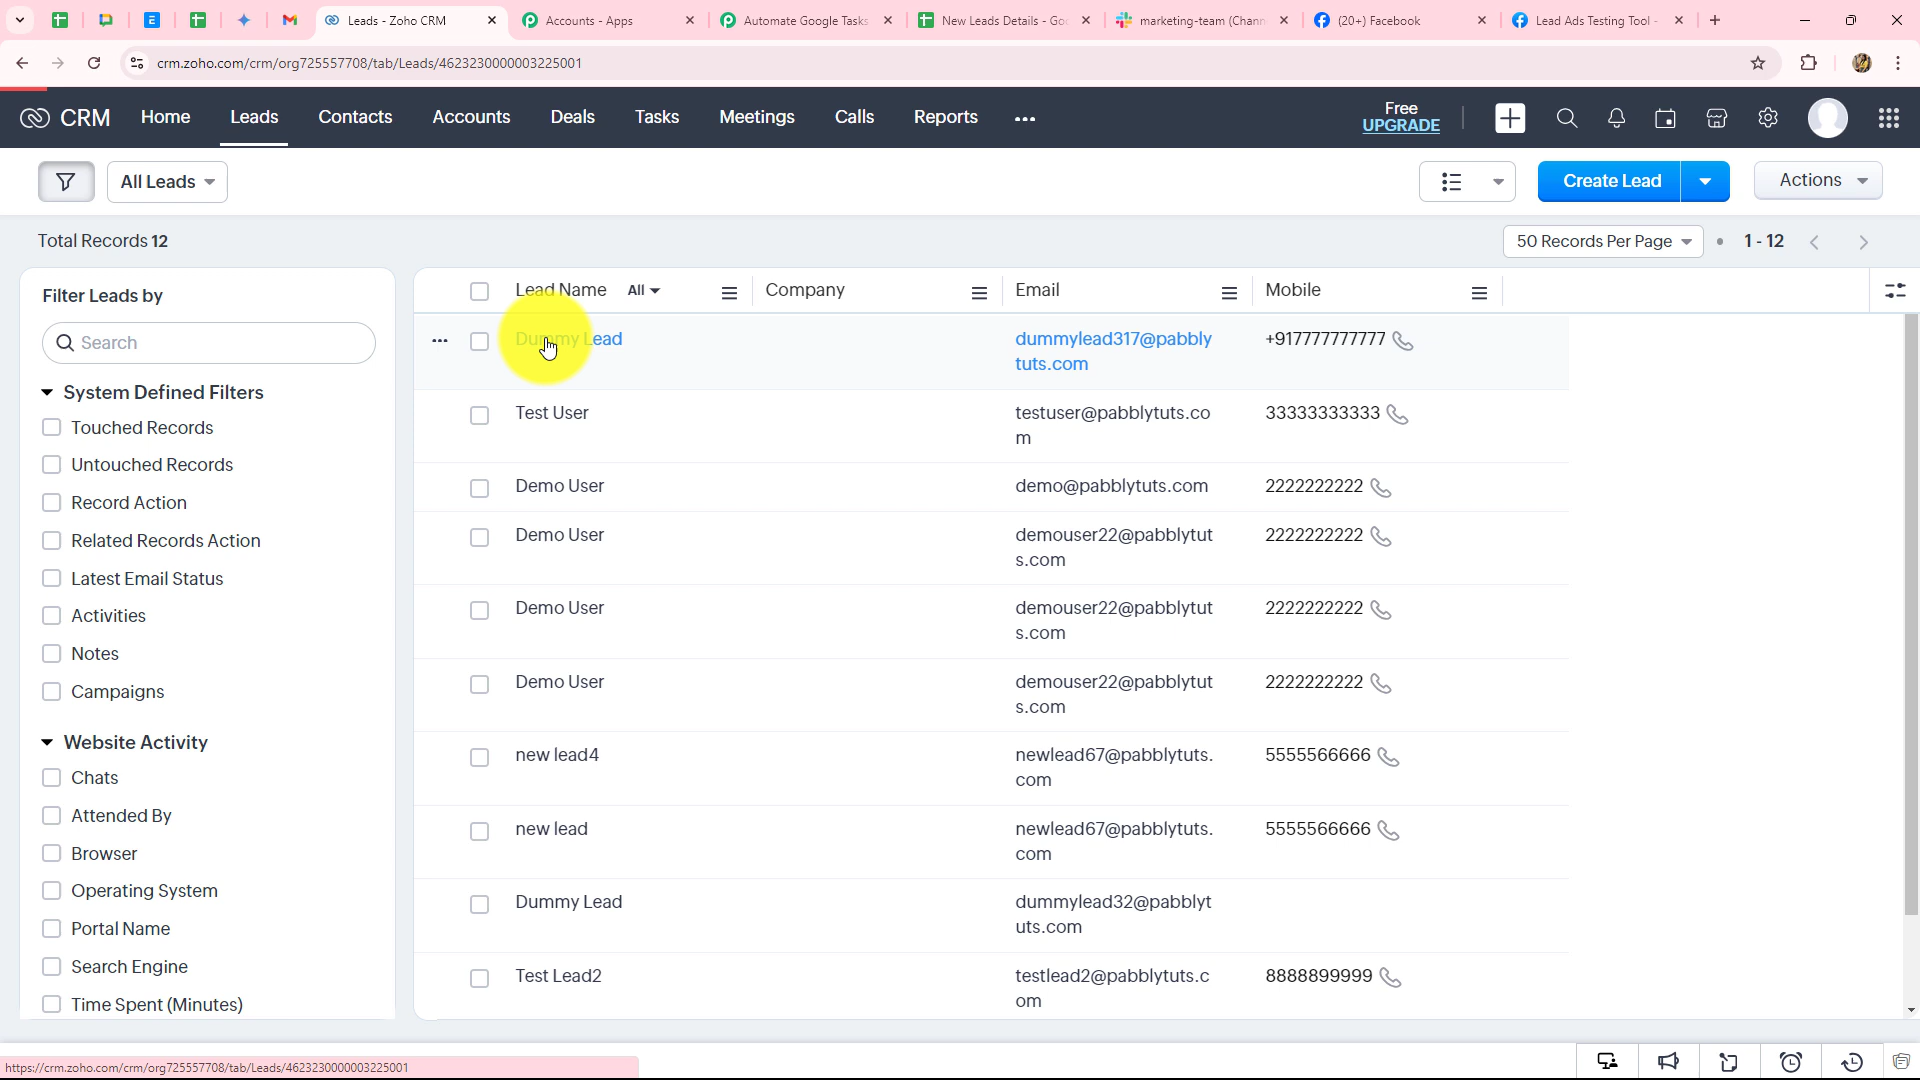 Leads - Zoho CRM
Accounts - Apps
Automate Google Tasks
New Leads Details - Goo
marketing-team (Chann
(20+) Facebook
Lead Ads Testing Tool -
crm.zoho.com/crm/org725557708/tab/Leads/4623230000003225001
CRM
Home
Leads
Contacts
Accounts
Deals
Tasks
Meetings
Calls
Reports
Free
UPGRADE
All Leads
Create Lead
Actions
Total Records 12
50 Records Per Page
1 - 12
Filter Leads by
Search
System Defined Filters
Touched Records
Untouched Records
Record Action
Related Records Action
Latest Email Status
Activities
Notes
Campaigns
Website Activity
Chats
Attended By
Browser
Operating System
Portal Name
Search Engine
Time Spent (Minutes)
Lead Name All Company Email Mobile
Dummy Lead dummylead317@pabbly +917777777777
tuts.com
Test User testuser@pabblytuts.co 33333333333
m
Demo User demo@pabblytuts.com 2222222222
Demo User demouser22@pabblytut 2222222222
s.com
Demo User demouser22@pabblytut 2222222222
s.com
Demo User demouser22@pabblytut 2222222222
s.com
new lead4 newlead67@pabblytuts. 5555566666
com
new lead newlead67@pabblytuts. 5555566666
com
Dummy Lead dummylead32@pabblyt
uts.com
Test Lead2 testlead2@pabblytuts.c 8888899999
om
https://crm.zoho.com/crm/org725557708/tab/Leads/4623230000003225001